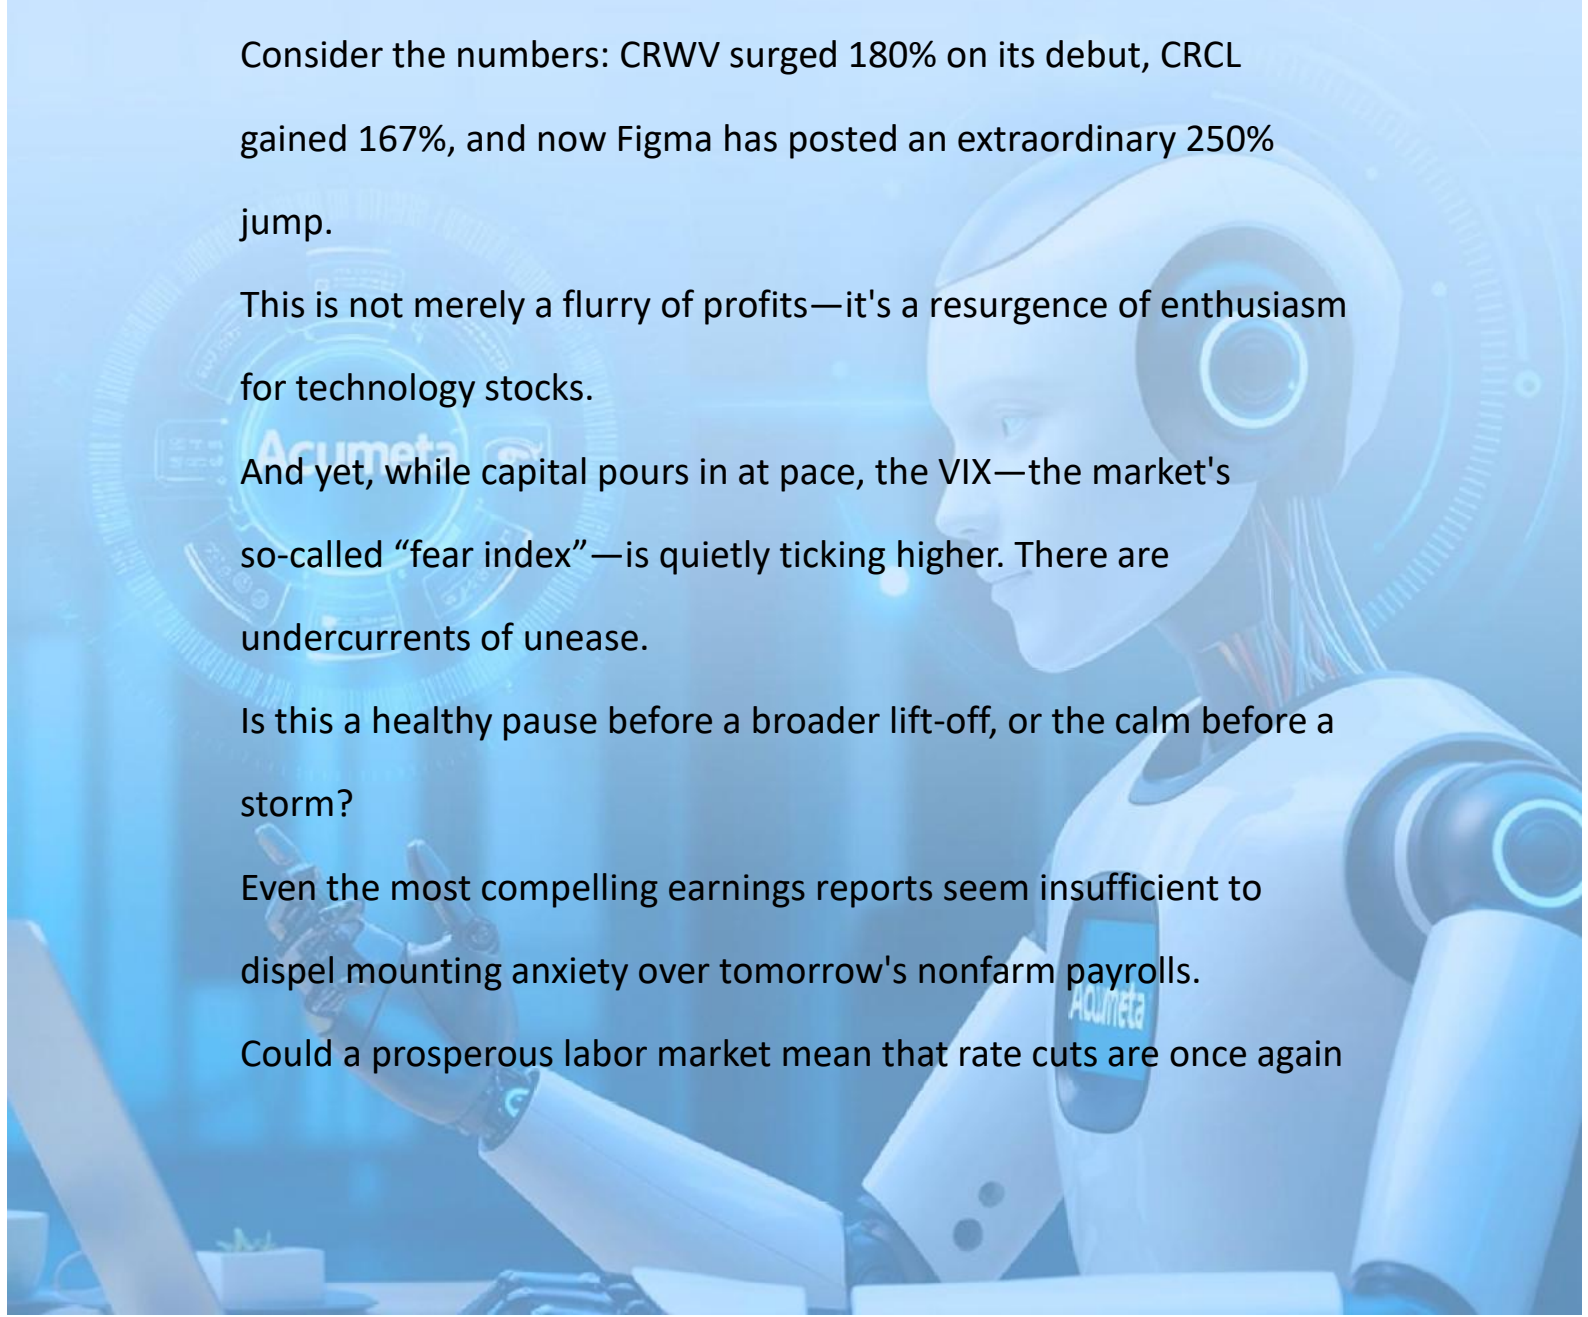 Consider the numbers: CRWV surged 180% on its debut, CRCL
gained 167%, and now Figma has posted an extraordinary 250%
jump.
This is not merely a flurry of profits—it's a resurgence of enthusiasm
for technology stocks.
Acumeta
And yet, while capital pours in at pace, the VIX—the market's
so-called “fear index”—is quietly ticking higher. There are
undercurrents of unease.
Is this a healthy pause before a broader lift-off, or the calm before a
storm?
Even the most compelling earnings reports seem insufficient to
dispel mounting anxiety over tomorrow's nonfarm payrolls.
Acumeta
Could a prosperous labor market mean that rate cuts are once again